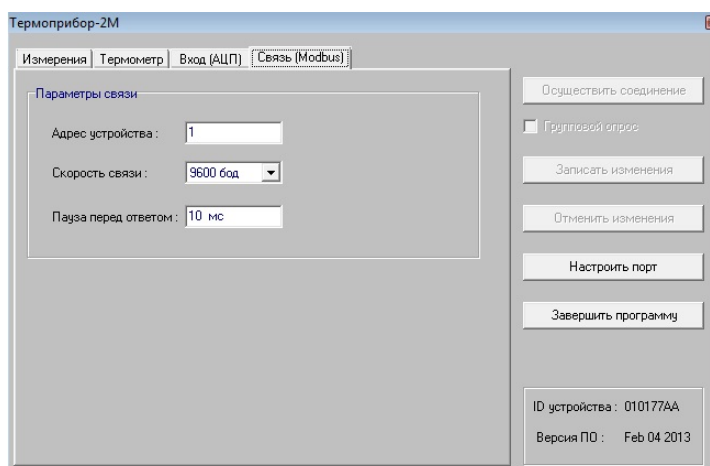 Термоприбор-2М
Измерения Термометр Вход (АЦП) Связь (Modbus)
Параметры связи
Адрес устройства : 1
Скорость связи : 9600 бод
Пауза перед ответом : 10 мс
Осуществить соединение
Групповой опрос
Записать изменения
Отменить изменения
Настроить порт
Завершить программу
ID устройства : 010177AA
Версия ПО : Feb 04 2013